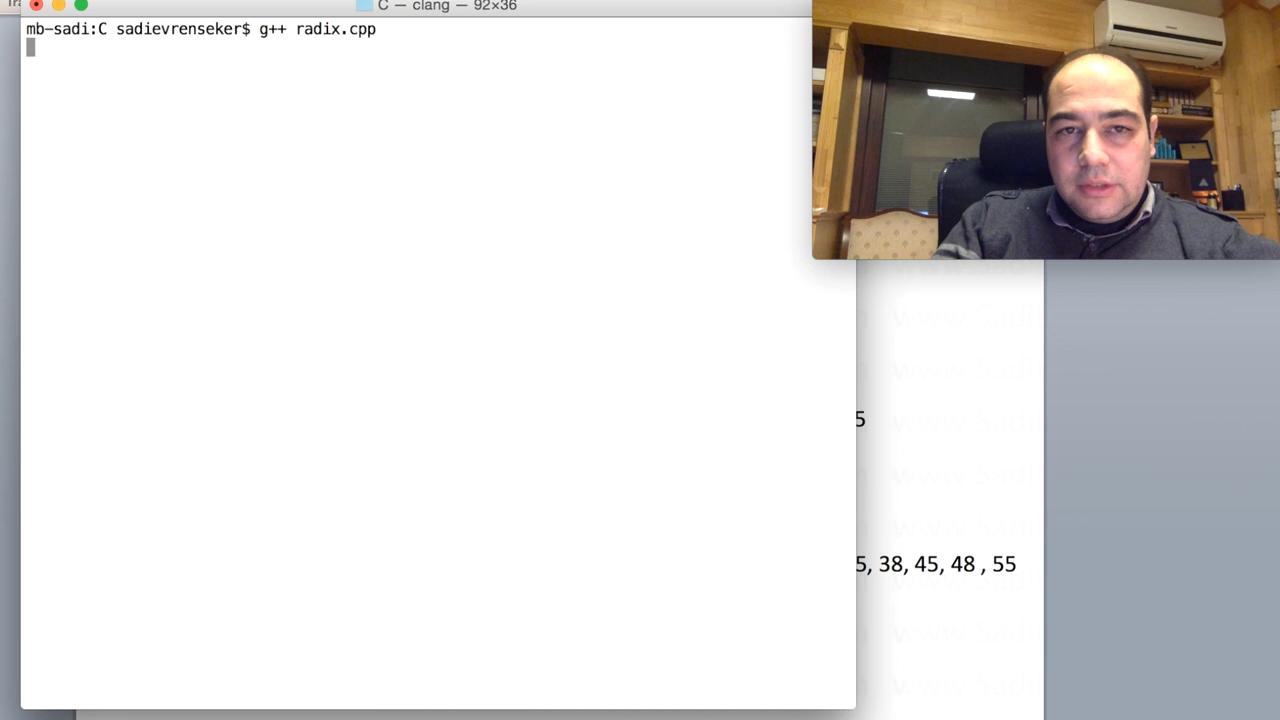 C — clang — 92×36
mb-sadi:C sadievrenseker$ g++ radix.cpp
5
5, 38, 45, 48 , 55